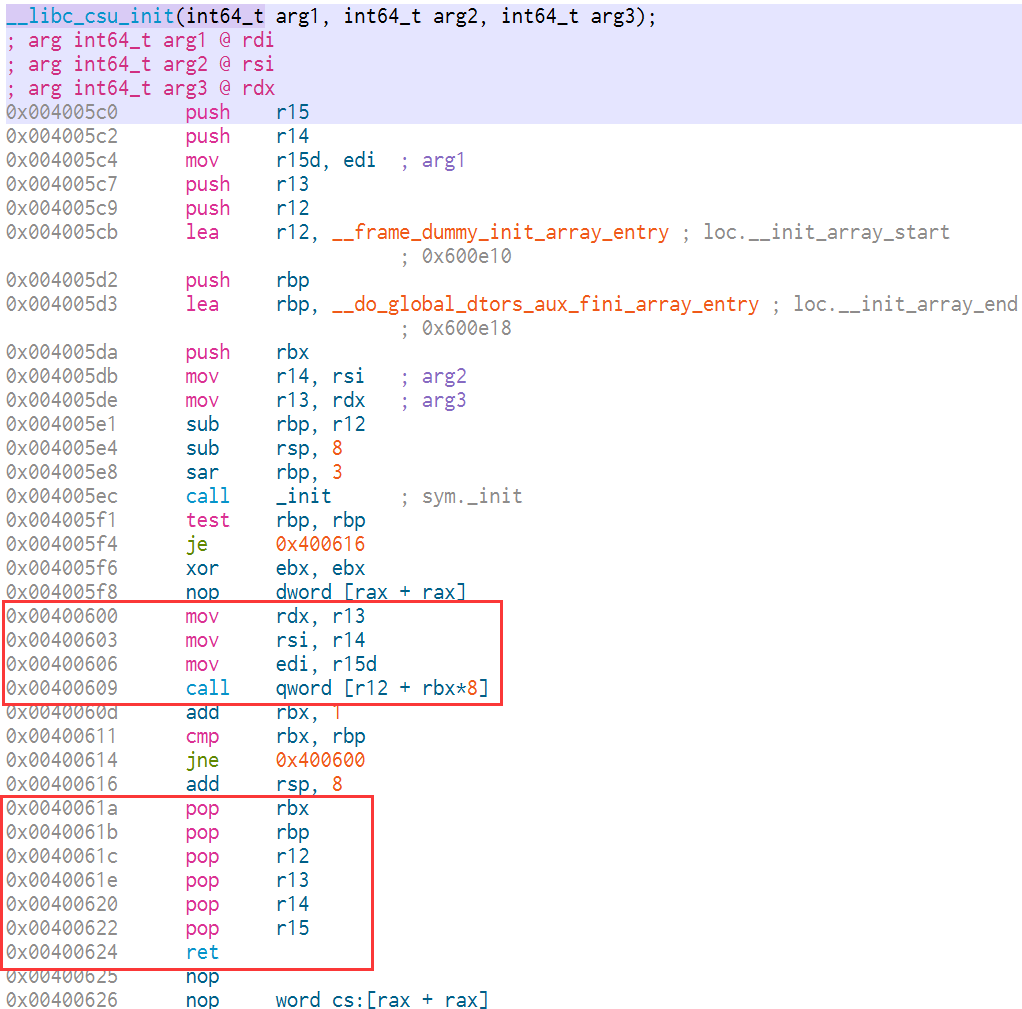 __libc_csu_init(int64_t arg1, int64_t arg2, int64_t arg3);
; arg int64_t arg1 @ rdi
; arg int64_t arg2 @ rsi
; arg int64_t arg3 @ rdx
0x004005c0 push r15
0x004005c2 push r14
0x004005c4 mov r15d, edi ; arg1
0x004005c7 push r13
0x004005c9 push r12
0x004005cb lea r12, __frame_dummy_init_array_entry ; loc.__init_array_start
; 0x600e10
0x004005d2 push rbp
0x004005d3 lea rbp, __do_global_dtors_aux_fini_array_entry ; loc.__init_array_end
; 0x600e18
0x004005da push rbx
0x004005db mov r14, rsi ; arg2
0x004005de mov r13, rdx ; arg3
0x004005e1 sub rbp, r12
0x004005e4 sub rsp, 8
0x004005e8 sar rbp, 3
0x004005ec call _init ; sym._init
0x004005f1 test rbp, rbp
0x004005f4 je 0x400616
0x004005f6 xor ebx, ebx
0x004005f8 nop dword [rax + rax]
0x00400600 mov rdx, r13
0x00400603 mov rsi, r14
0x00400606 mov edi, r15d
0x00400609 call qword [r12 + rbx*8]
0x0040060d add rbx, 1
0x00400611 cmp rbx, rbp
0x00400614 jne 0x400600
0x00400616 add rsp, 8
0x0040061a pop rbx
0x0040061b pop rbp
0x0040061c pop r12
0x0040061e pop r13
0x00400620 pop r14
0x00400622 pop r15
0x00400624 ret
0x00400625 nop
0x00400626 nop word cs:[rax + rax]